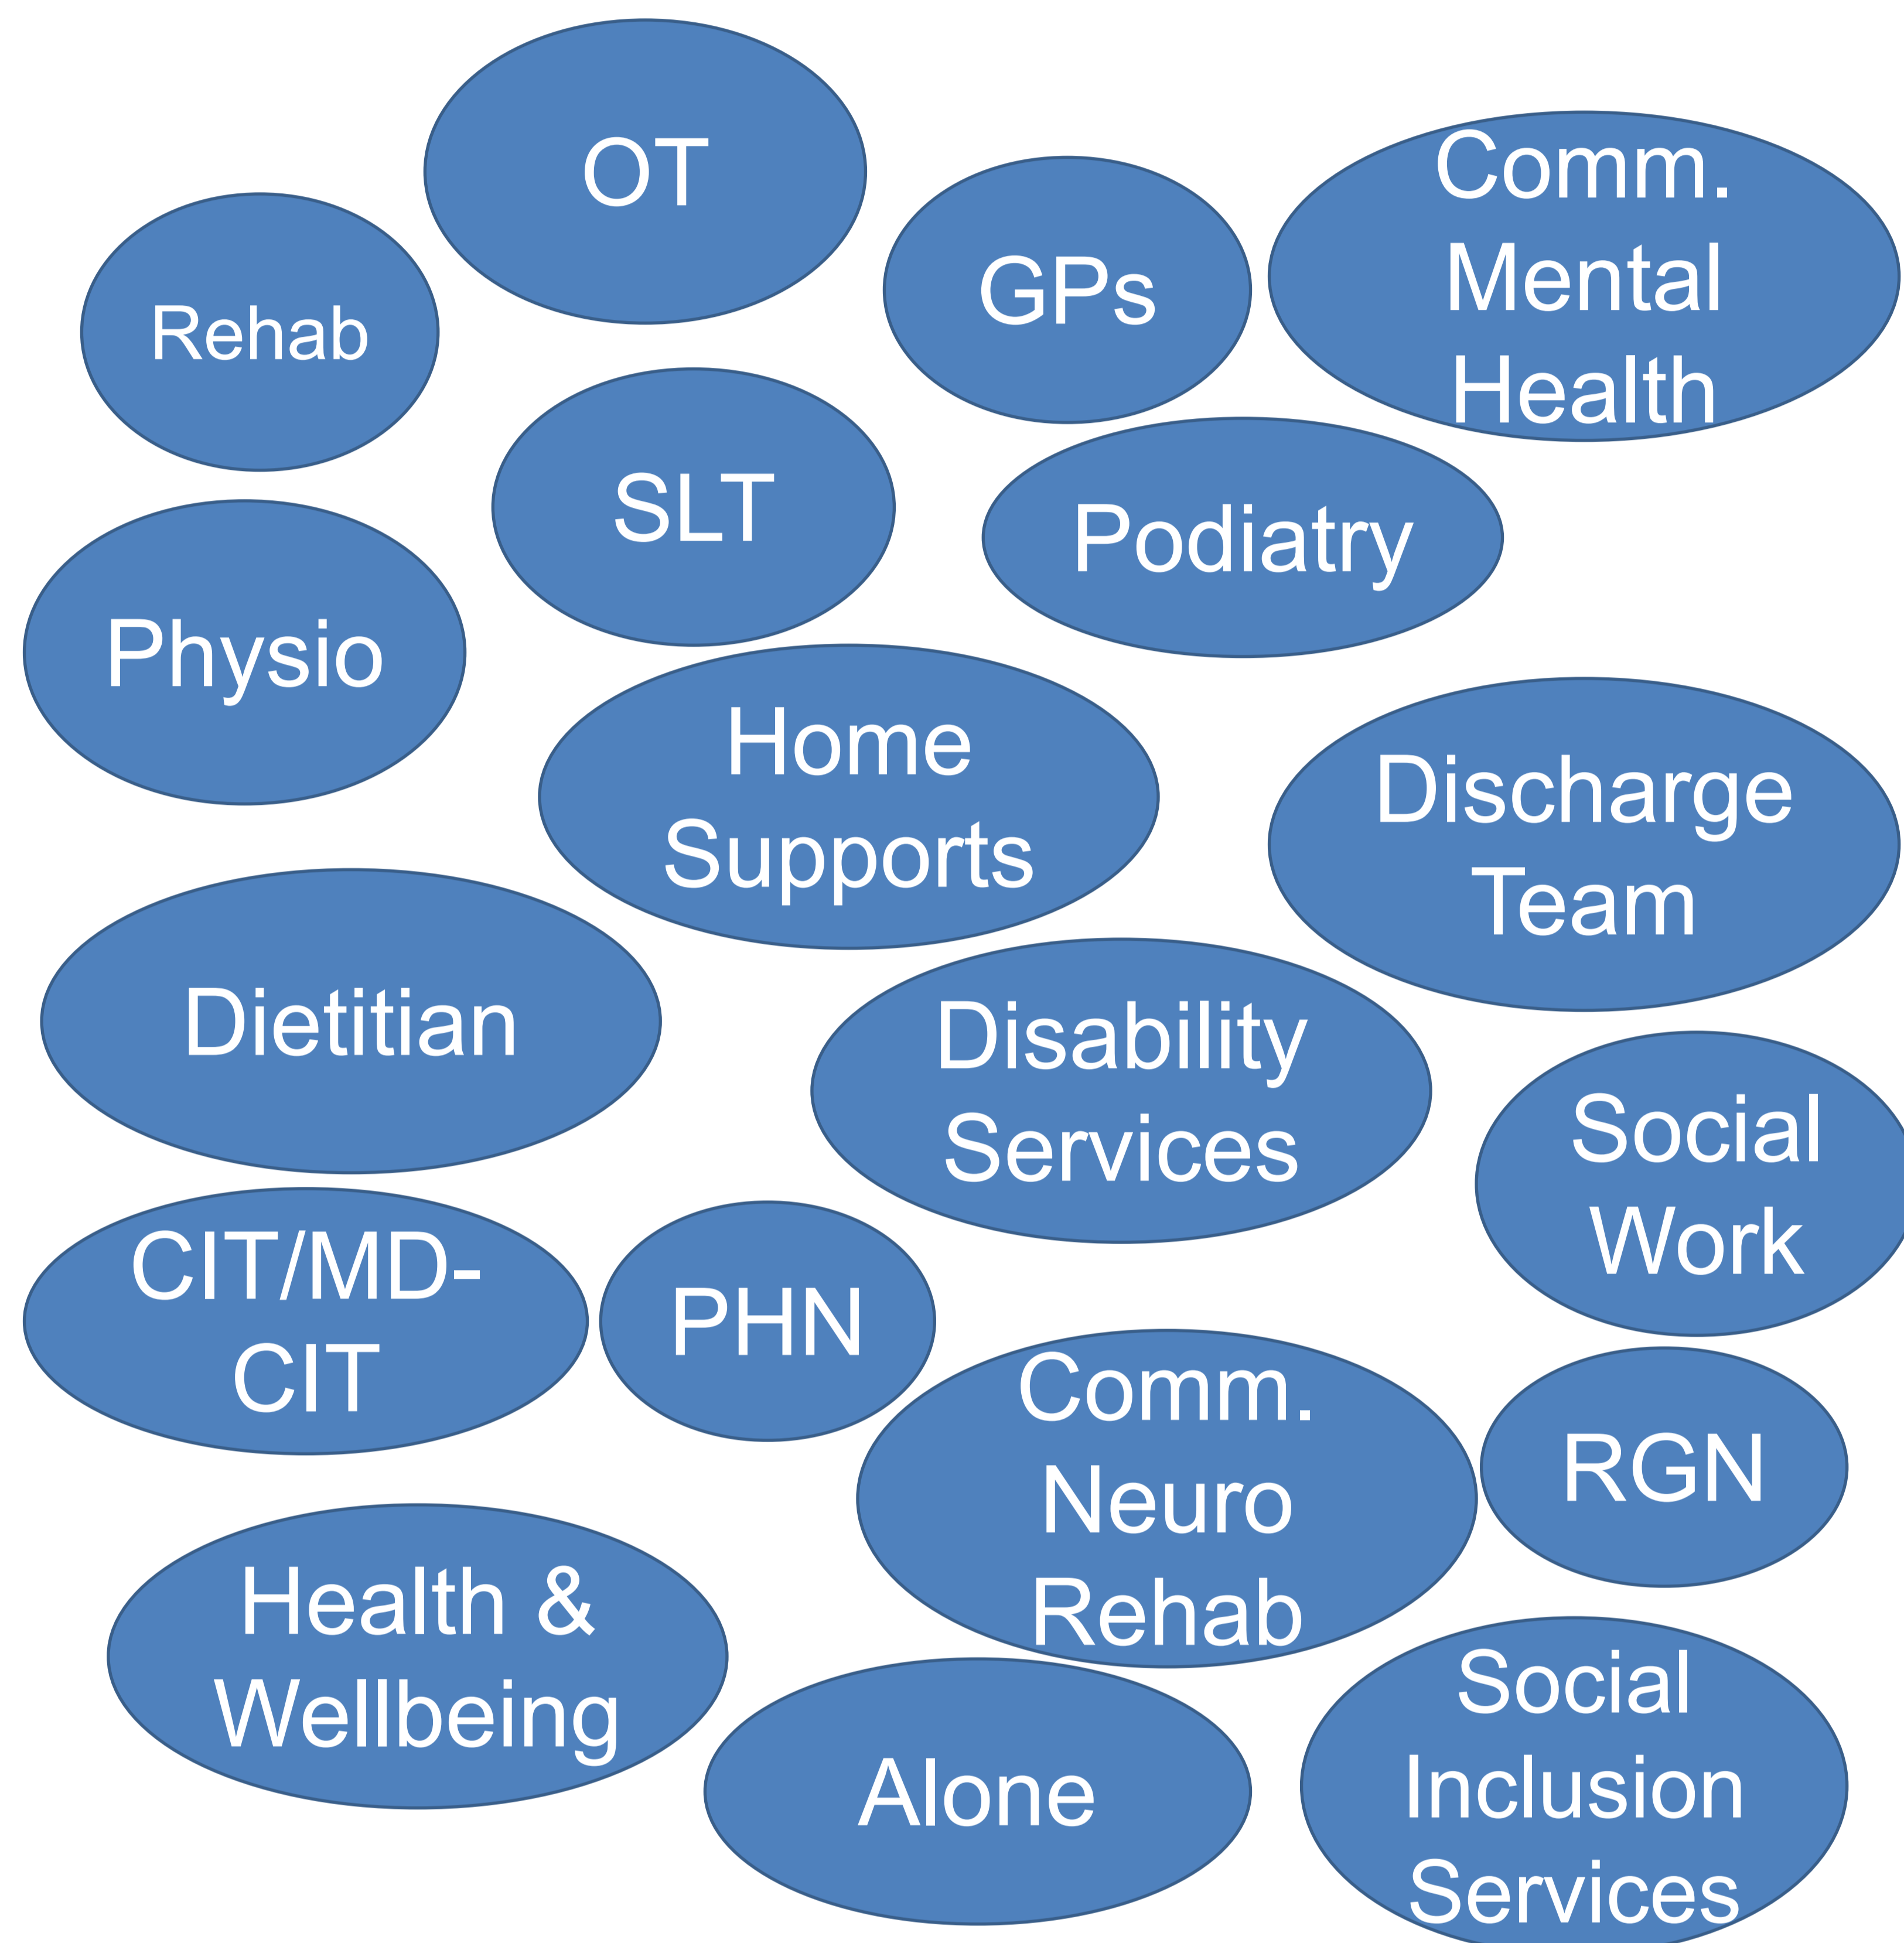 OT
Comm.
Mental
Health
GPs
Rehab
SLT
Podiatry
Physio
Home
Supports
Discharge
Team
Dietitian
Disability
Services
Social
Work
CIT/MD-
CIT
PHN
Comm.
Neuro
Rehab
RGN
Health &
Wellbeing
Alone
Social
Inclusion
Services